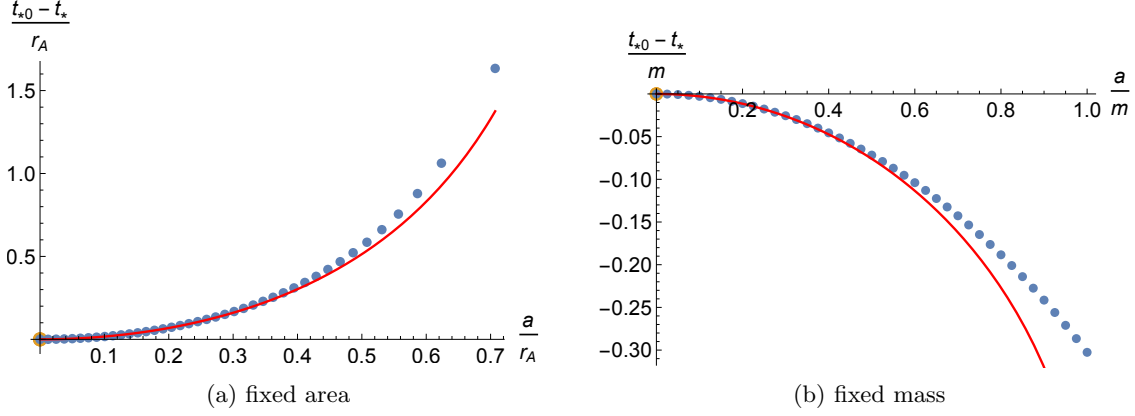 t*0 − t*
r_A
1.5
1.0
0.5
0.1 0.2 0.3 0.4 0.5 0.6 0.7
a
r_A
(a) fixed area
t*0 − t*
m
a
m
0.2 0.4 0.6 0.8 1.0
−0.05
−0.10
−0.15
−0.20
−0.25
−0.30
(b) fixed mass